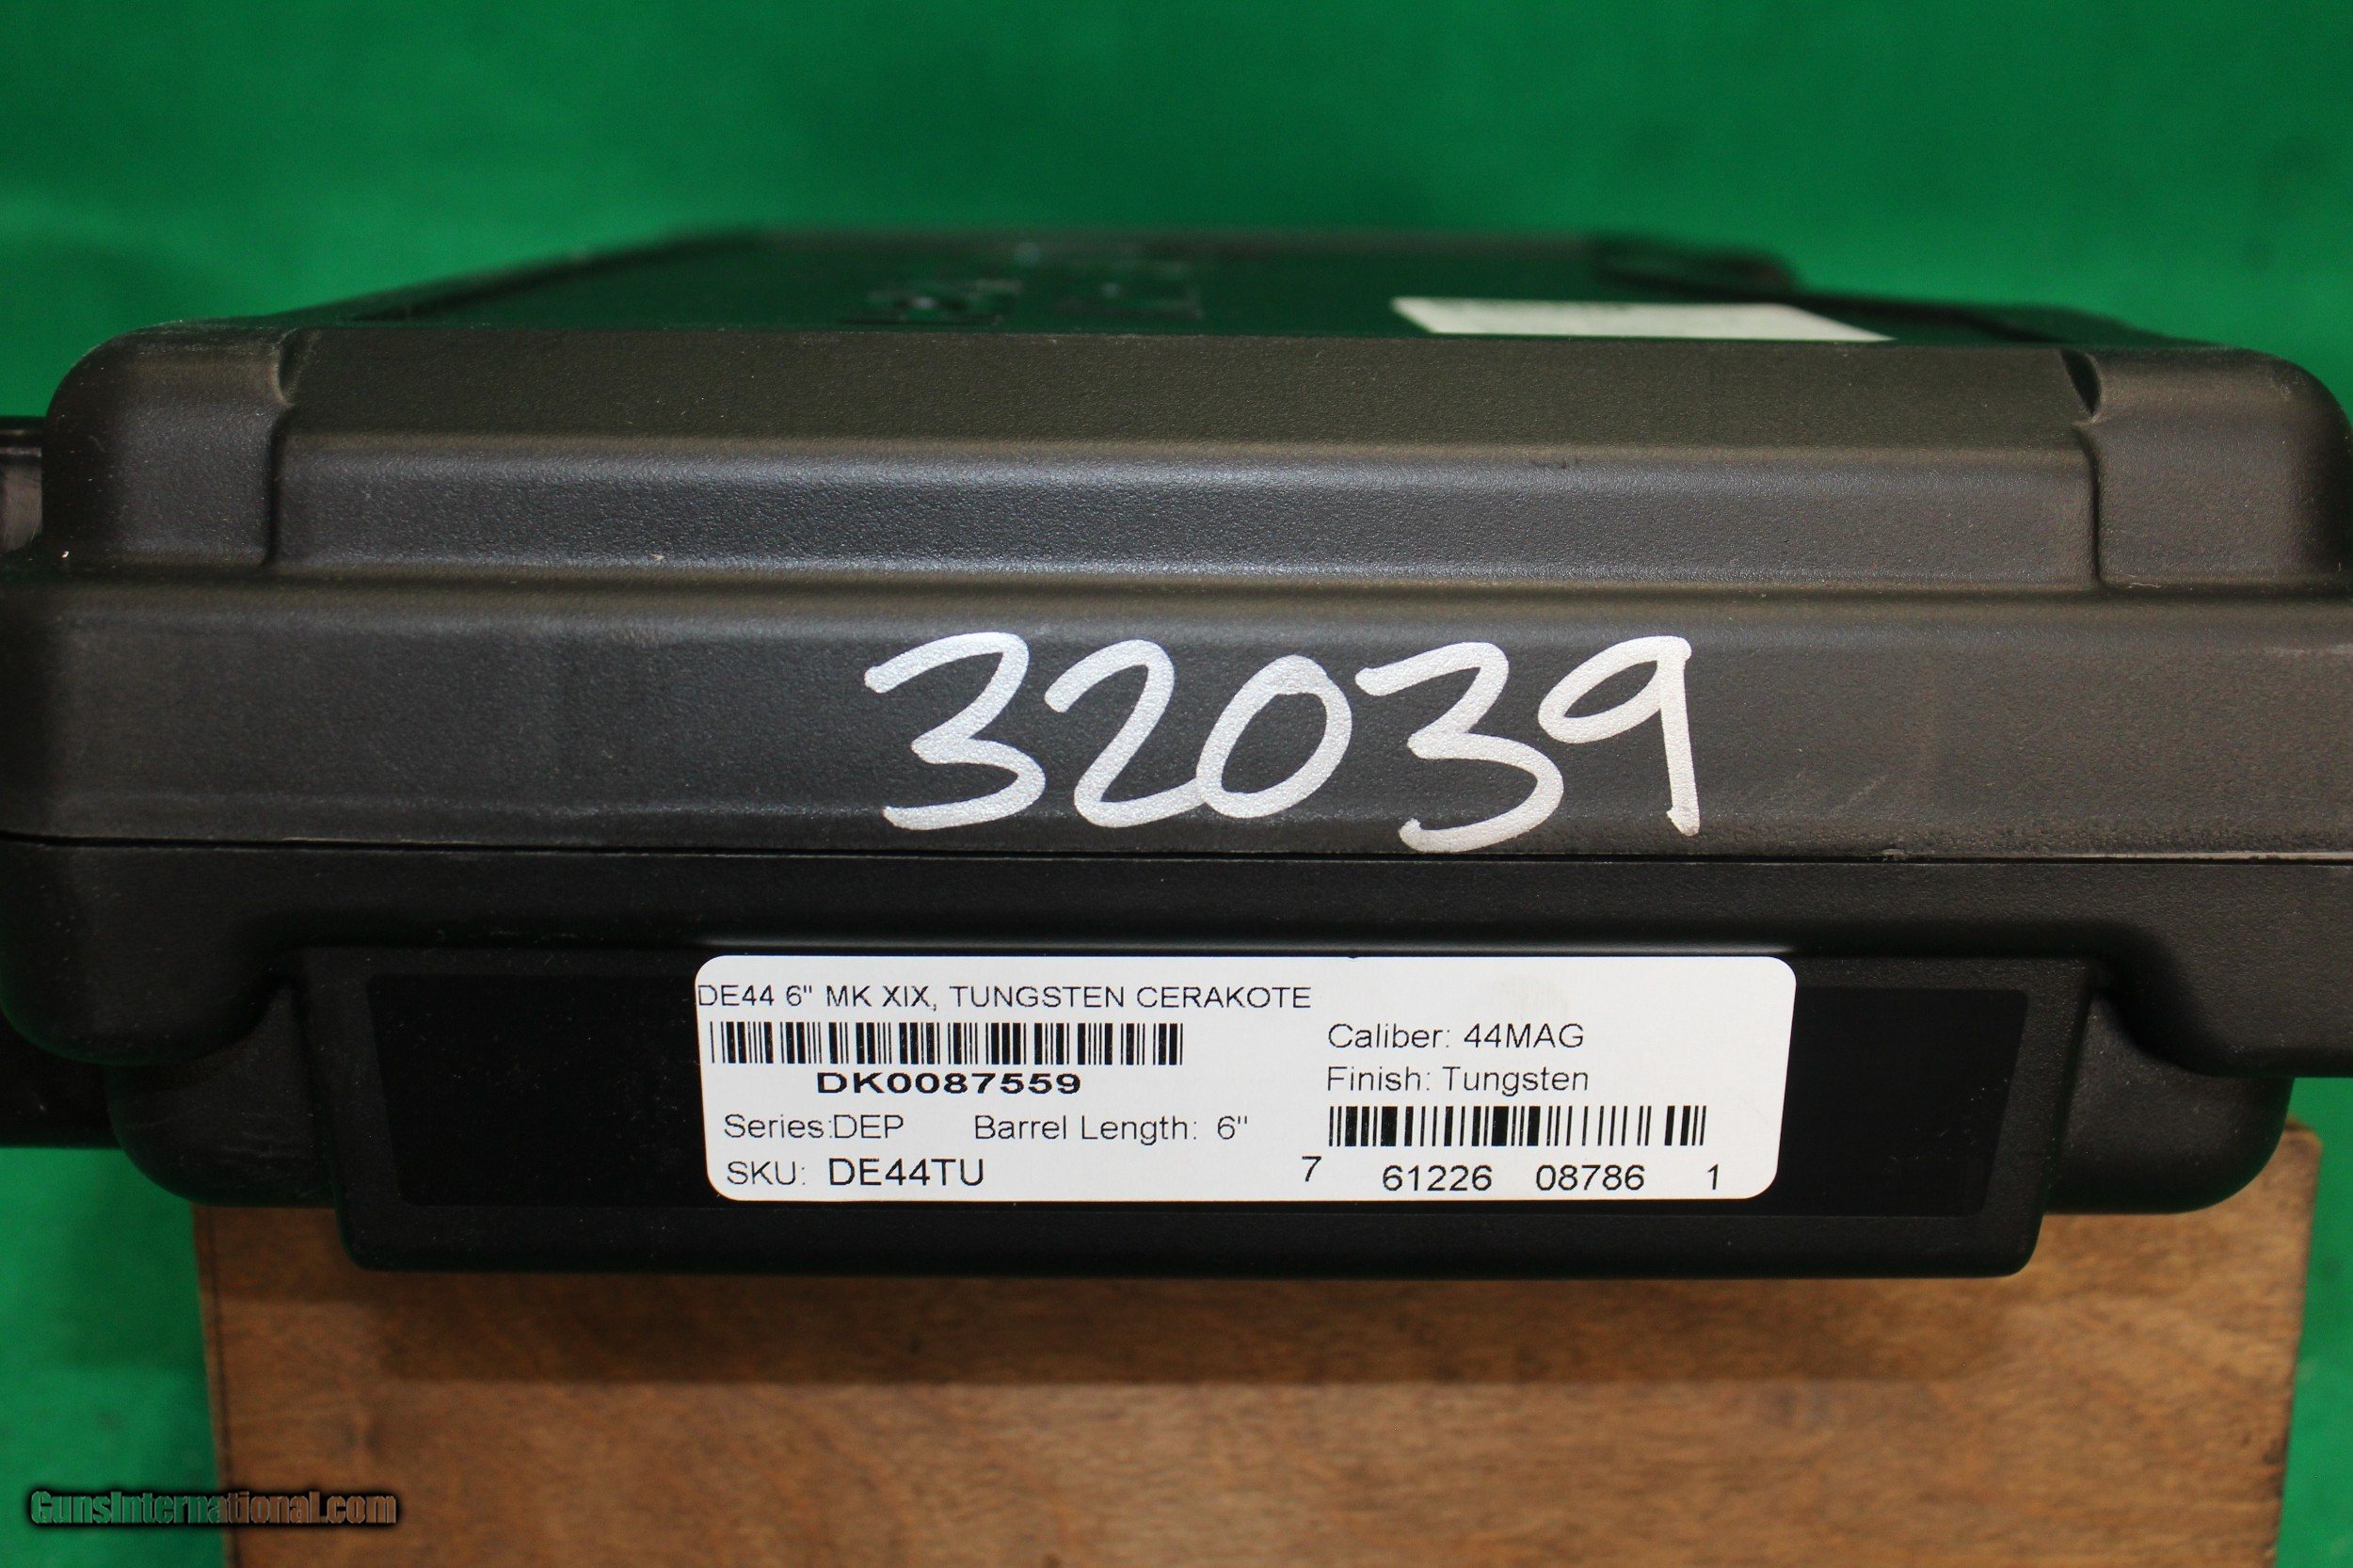 32039
DE44 6" MK XIX, TUNGSTEN CERAKOTE
DK0087559
Series:DEP Barrel Length: 6"
SKU: DE44TU
Caliber: 44MAG
Finish: Tungsten
7 61226 08786 1
GunsInternational.com